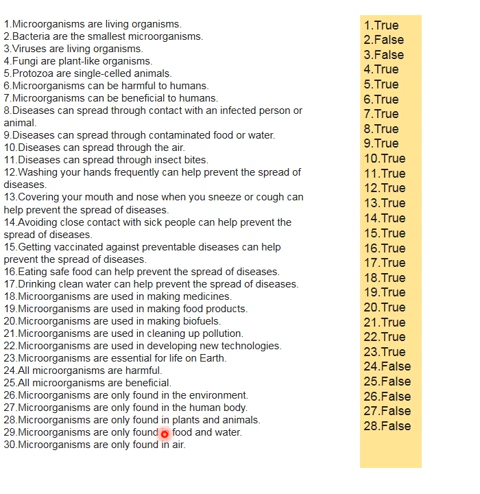 1.Microorganisms are living organisms.
2.Bacteria are the smallest microorganisms.
3.Viruses are living organisms.
4.Fungi are plant-like organisms.
5.Protozoa are single-celled animals.
6.Microorganisms can be harmful to humans.
7.Microorganisms can be beneficial to humans.
8.Diseases can spread through contact with an infected person or
animal.
9.Diseases can spread through contaminated food or water.
10.Diseases can spread through the air.
11.Diseases can spread through insect bites.
12.Washing your hands frequently can help prevent the spread of
diseases.
13.Covering your mouth and nose when you sneeze or cough can
help prevent the spread of diseases.
14.Avoiding close contact with sick people can help prevent the
spread of diseases.
15.Getting vaccinated against preventable diseases can help
prevent the spread of diseases.
16.Eating safe food can help prevent the spread of diseases.
17.Drinking clean water can help prevent the spread of diseases.
18.Microorganisms are used in making medicines.
19.Microorganisms are used in making food products.
20.Microorganisms are used in making biofuels.
21.Microorganisms are used in cleaning up pollution.
22.Microorganisms are used in developing new technologies.
23.Microorganisms are essential for life on Earth.
24.All microorganisms are harmful.
25.All microorganisms are beneficial.
26.Microorganisms are only found in the environment.
27.Microorganisms are only found in the human body.
28.Microorganisms are only found in plants and animals.
29.Microorganisms are only found food and water.
30.Microorganisms are only found in air.
1.True
2.False
3.False
4.True
5.True
6.True
7.True
8.True
9.True
10.True
11.True
12.True
13.True
14.True
15.True
16.True
17.True
18.True
19.True
20.True
21.True
22.True
23.True
24.False
25.False
26.False
27.False
28.False